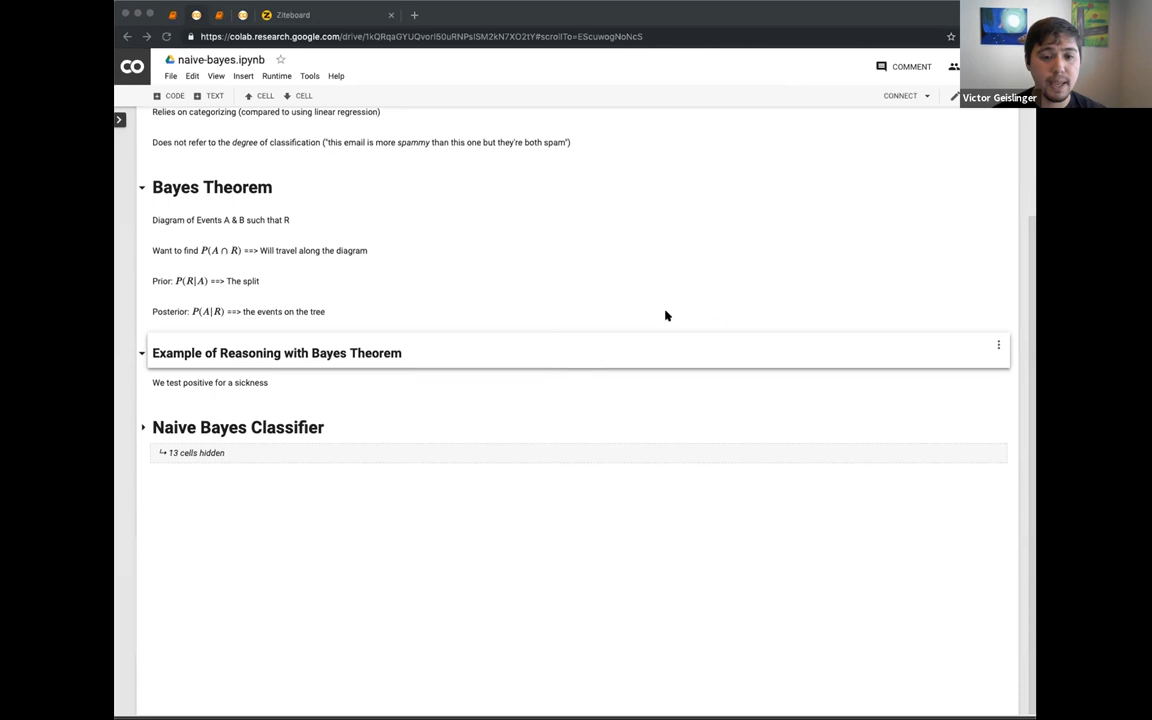 Ziteboard
https://colab.research.google.com/drive/1kQRqaGYUQvorI50uRNPsISM2kN7XO2tY#scrollTo=EScuwogNoNcS
CO
naive-bayes.ipynb
COMMENT
File Edit View Insert Runtime Tools Help
Victor Geislinger
CODE TEXT CELL CELL
CONNECT
Relies on categorizing (compared to using linear regression)
Does not refer to the degree of classification ("this email is more spammy than this one but they're both spam")
Bayes Theorem
Diagram of Events A & B such that R
Want to find P(A ∩ R) ==> Will travel along the diagram
Prior: P(R|A) ==> The split
Posterior: P(A|R) ==> the events on the tree
Example of Reasoning with Bayes Theorem
We test positive for a sickness
Naive Bayes Classifier
↳ 13 cells hidden